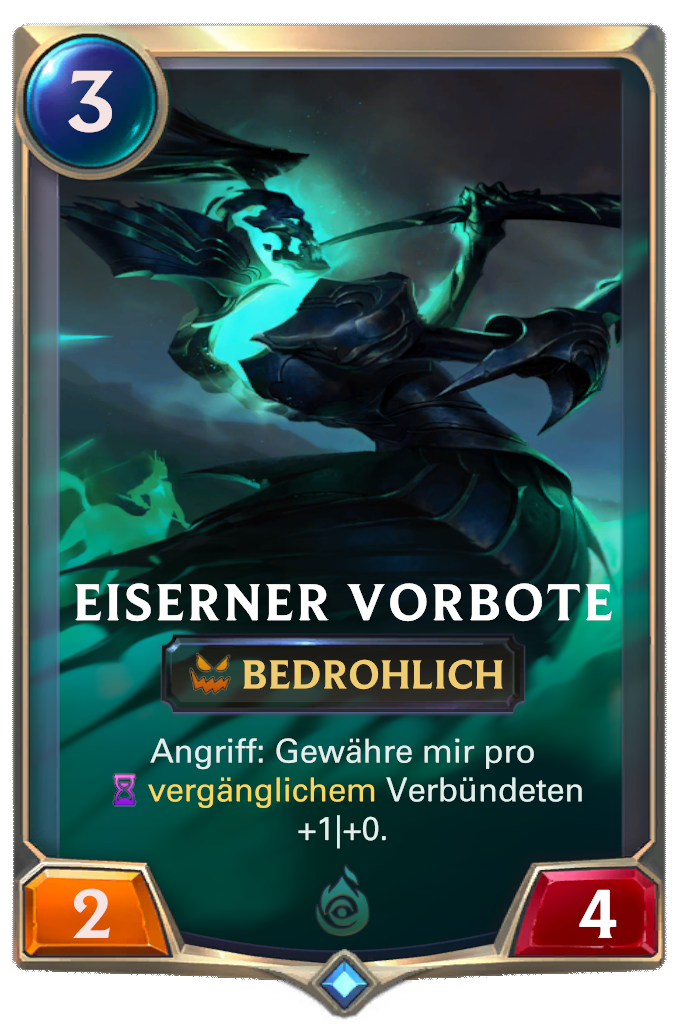 3
EISERNER VORBOTE
BEDROHLICH
Angriff: Gewähre mir pro
vergänglichem Verbündeten
+1|+0.
2
4